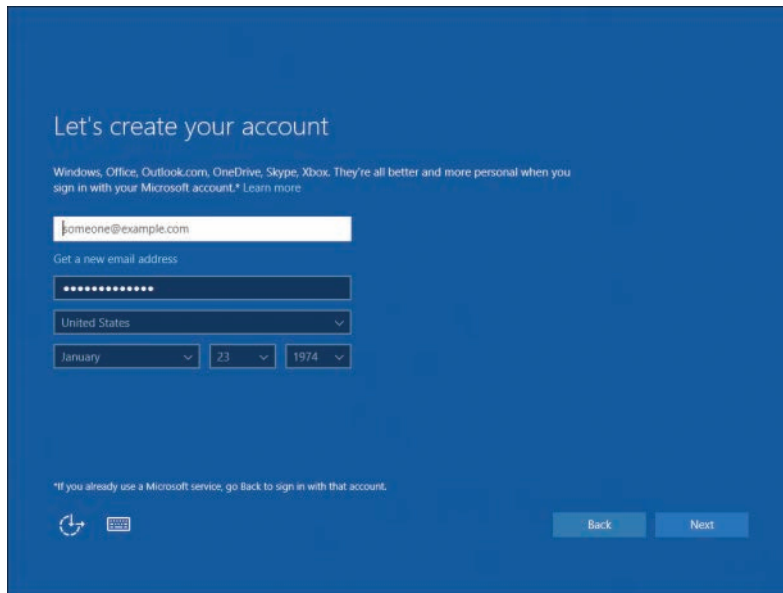 Let's create your account
Windows, Office, Outlook.com, OneDrive, Skype, Xbox. They're all better and more personal when you
sign in with your Microsoft account.* Learn more
someone@example.com
Get a new email address
•••••••••••••
United States
January 23 1974
*If you already use a Microsoft service, go Back to sign in with that account.
Back Next